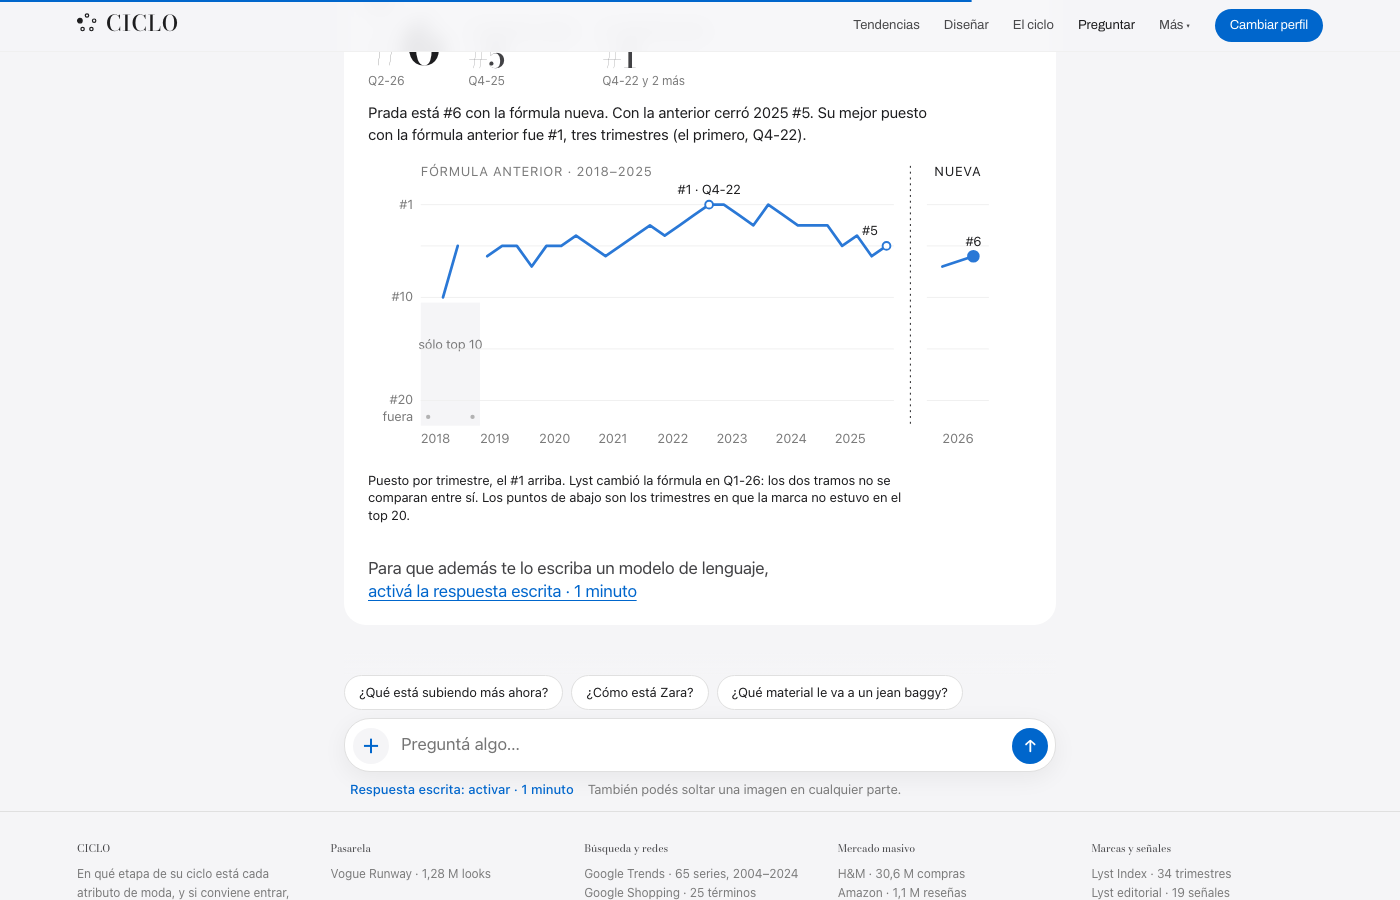 CICLO
Tendencias
Diseñar
El ciclo
Preguntar
Más
Cambiar perfil
#6
#5
#1
Q2-26
Q4-25
Q4-22 y 2 más
Prada está #6 con la fórmula nueva. Con la anterior cerró 2025 #5. Su mejor puesto
con la fórmula anterior fue #1, tres trimestres (el primero, Q4-22).
FÓRMULA ANTERIOR · 2018–2025
NUEVA
#1 · Q4-22
#1
#5
#6
#10
sólo top 10
#20
fuera
2018
2019
2020
2021
2022
2023
2024
2025
2026
Puesto por trimestre, el #1 arriba. Lyst cambió la fórmula en Q1-26: los dos tramos no se
comparan entre sí. Los puntos de abajo son los trimestres en que la marca no estuvo en el
top 20.
Para que además te lo escriba un modelo de lenguaje,
activá la respuesta escrita · 1 minuto
¿Qué está subiendo más ahora?
¿Cómo está Zara?
¿Qué material le va a un jean baggy?
Preguntá algo...
Respuesta escrita: activar · 1 minuto
También podés soltar una imagen en cualquier parte.
CICLO
En qué etapa de su ciclo está cada
atributo de moda, y si conviene entrar,
Pasarela
Vogue Runway · 1,28 M looks
Búsqueda y redes
Google Trends · 65 series, 2004–2024
Google Shopping · 25 términos
Mercado masivo
H&M · 30,6 M compras
Amazon · 1,1 M reseñas
Marcas y señales
Lyst Index · 34 trimestres
Lyst editorial · 19 señales